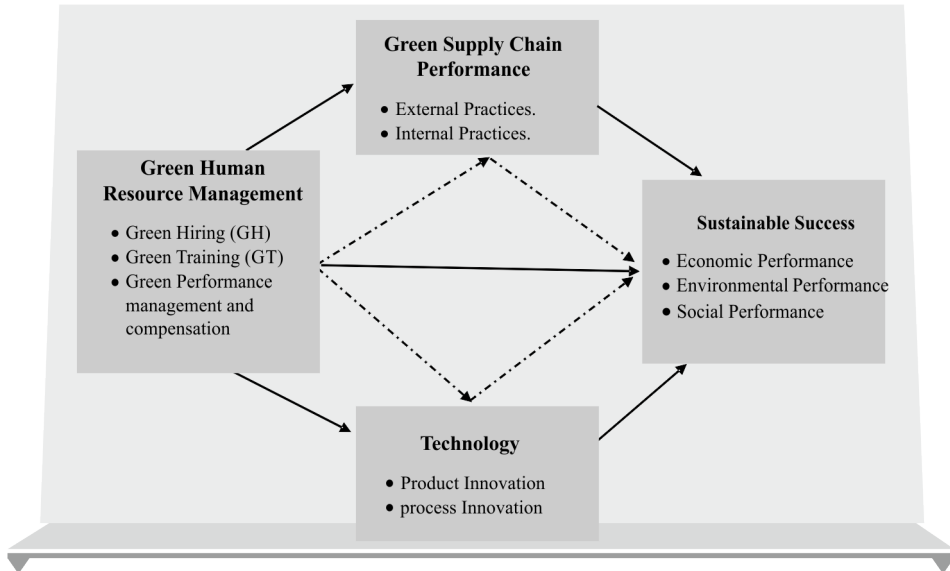 Green Supply Chain
Performance
● External Practices.
● Internal Practices.
Green Human
Resource Management
● Green Hiring (GH)
● Green Training (GT)
● Green Performance
management and
compensation
Sustainable Success
● Economic Performance
● Environmental Performance
● Social Performance
Technology
● Product Innovation
● process Innovation